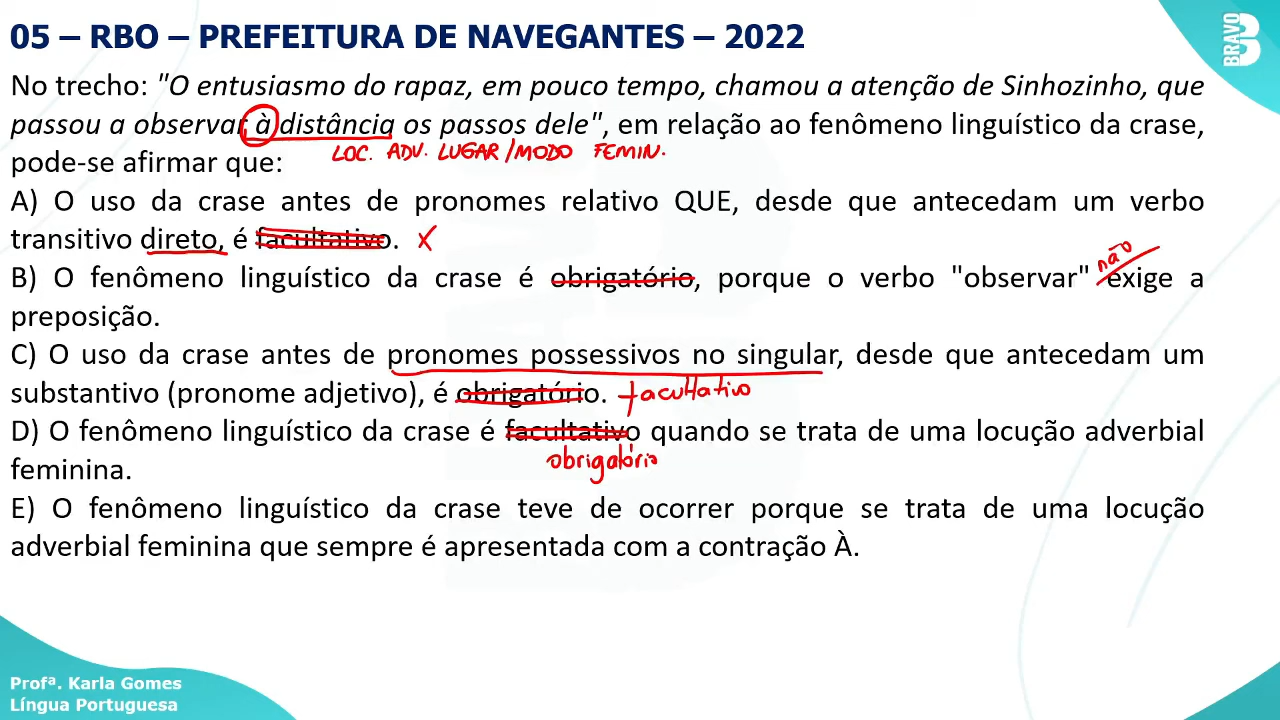 05 – RBO – PREFEITURA DE NAVEGANTES – 2022
BRAVO
No trecho: "O entusiasmo do rapaz, em pouco tempo, chamou a atenção de Sinhozinho, que
passou a observar à distância os passos dele", em relação ao fenômeno linguístico da crase,
LOC. ADV. LUGAR/MODO FEMIN.
pode-se afirmar que:
A) O uso da crase antes de pronomes relativo QUE, desde que antecedam um verbo
transitivo direto, é facultativo. X
não
B) O fenômeno linguístico da crase é obrigatório, porque o verbo "observar" exige a
preposição.
C) O uso da crase antes de pronomes possessivos no singular, desde que antecedam um
substantivo (pronome adjetivo), é obrigatório. facultativo
D) O fenômeno linguístico da crase é facultativo quando se trata de uma locução adverbial
obrigatório
feminina.
E) O fenômeno linguístico da crase teve de ocorrer porque se trata de uma locução
adverbial feminina que sempre é apresentada com a contração À.
Profª. Karla Gomes
Língua Portuguesa